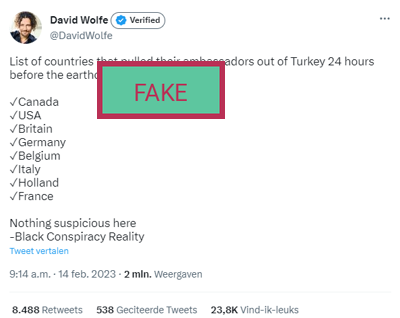 David Wolfe Verified
@DavidWolfe
List of countries that pulled their ambassadors out of Turkey 24 hours
before the
FAKE
✓Canada
✓USA
✓Britain
✓Germany
✓Belgium
✓Italy
✓Holland
✓France
Nothing suspicious here
-Black Conspiracy Reality
Tweet vertalen
9:14 a.m. · 14 feb. 2023 · 2 mln. Weergaven
8.488 Retweets 538 Geciteerde Tweets 23,8K Vind-ik-leuks